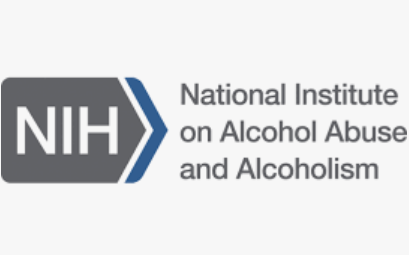 NIH
National Institute
on Alcohol Abuse
and Alcoholism